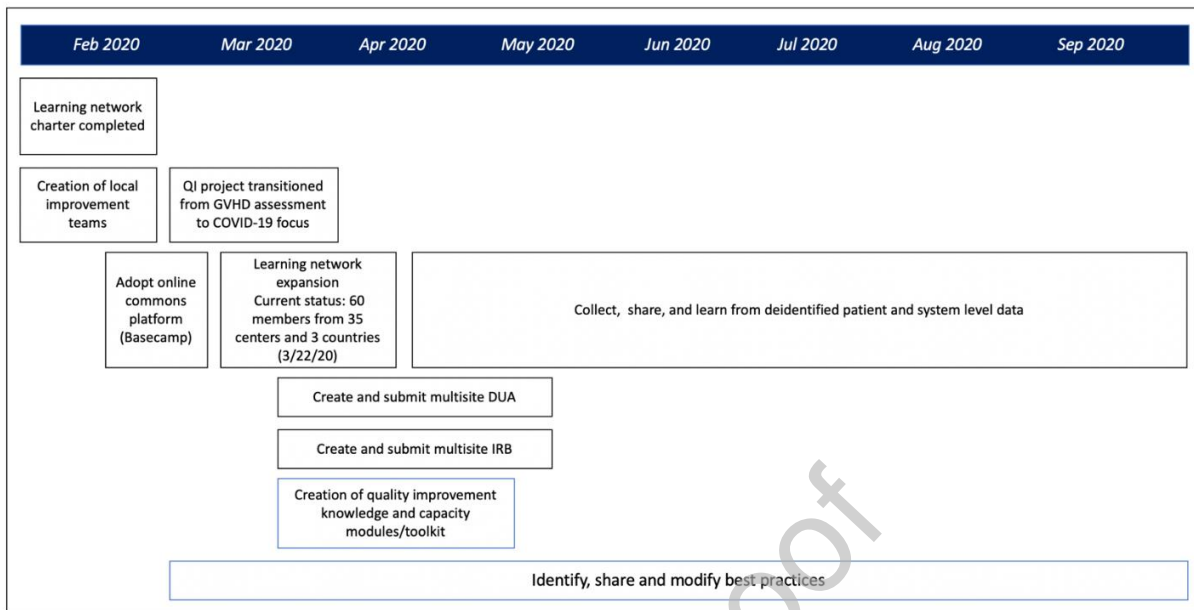 Feb 2020 Mar 2020 Apr 2020 May 2020 Jun 2020 Jul 2020 Aug 2020 Sep 2020
Learning network
charter completed
Creation of local
improvement
teams
QI project transitioned
from GVHD assessment
to COVID-19 focus
Adopt online
commons
platform
(Basecamp)
Learning network
expansion
Current status: 60
members from 35
centers and 3 countries
(3/22/20)
Collect, share, and learn from deidentified patient and system level data
Create and submit multisite DUA
Create and submit multisite IRB
Creation of quality improvement
knowledge and capacity
modules/toolkit
Identify, share and modify best practices
oof